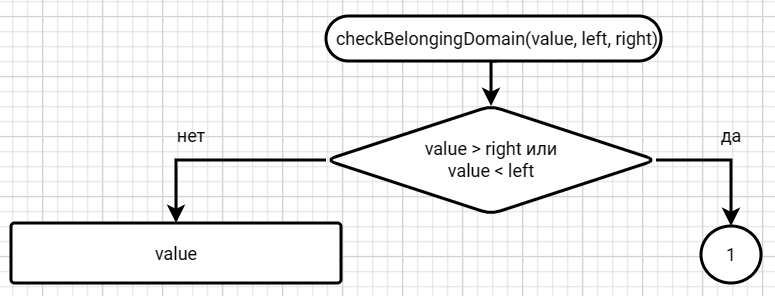 checkBelongingDomain(value, left, right)
нет
да
value > right или
value < left
value
1